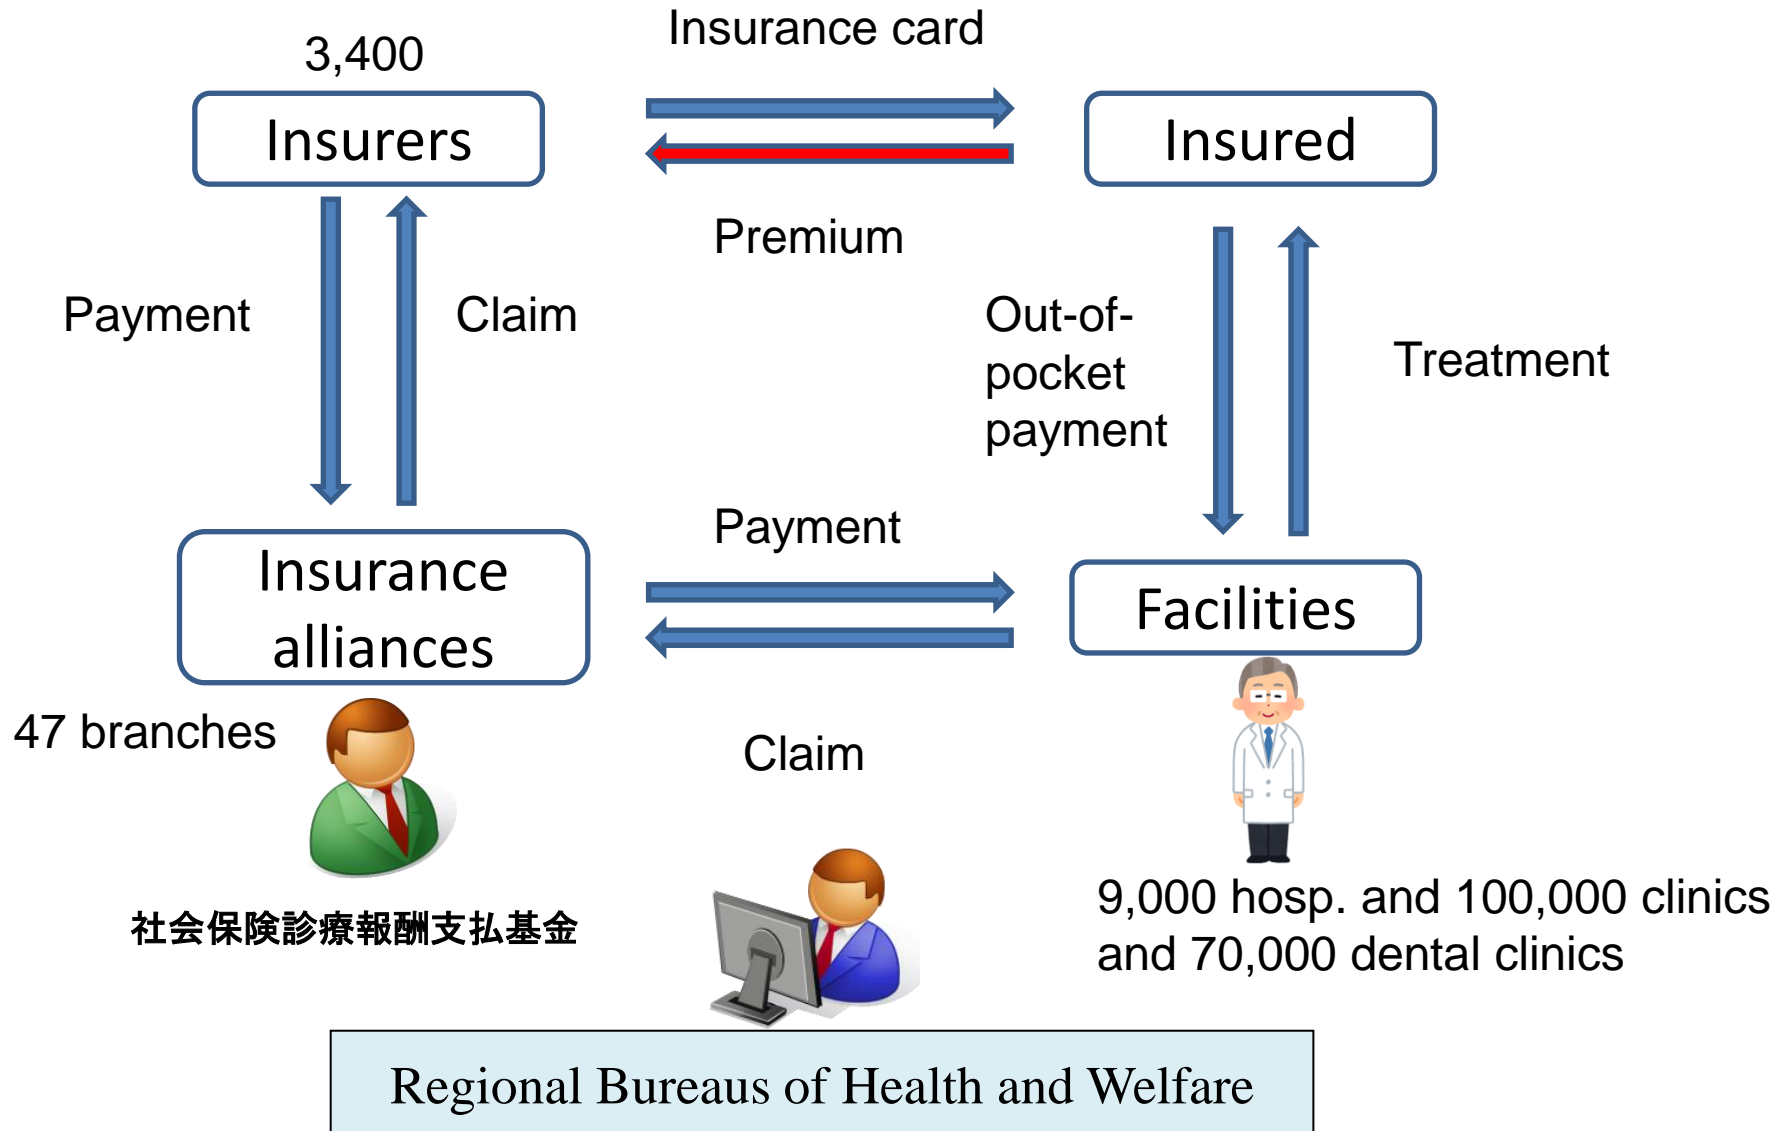 Insurance card
3,400
Insurers
Insured
Premium
Payment
Claim
Out-of-
pocket
payment
Treatment
Payment
Insurance
alliances
Facilities
47 branches
Claim
社会保険診療報酬支払基金
9,000 hosp. and 100,000 clinics
and 70,000 dental clinics
Regional Bureaus of Health and Welfare